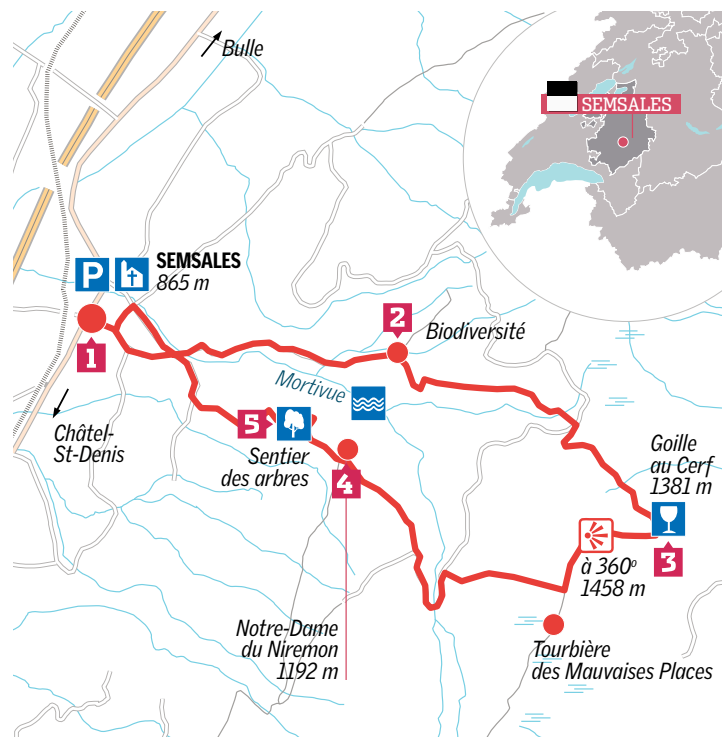 Bulle
SEMSALES
P
SEMSALES
865 m
1
2
Biodiversité
Mortivue
Châtel-
St-Denis
5
Sentier
des arbres
4
Goille
au Cerf
1381 m
3
à 360º
1458 m
Notre-Dame
du Niremon
1192 m
Tourbière
des Mauvaises Places